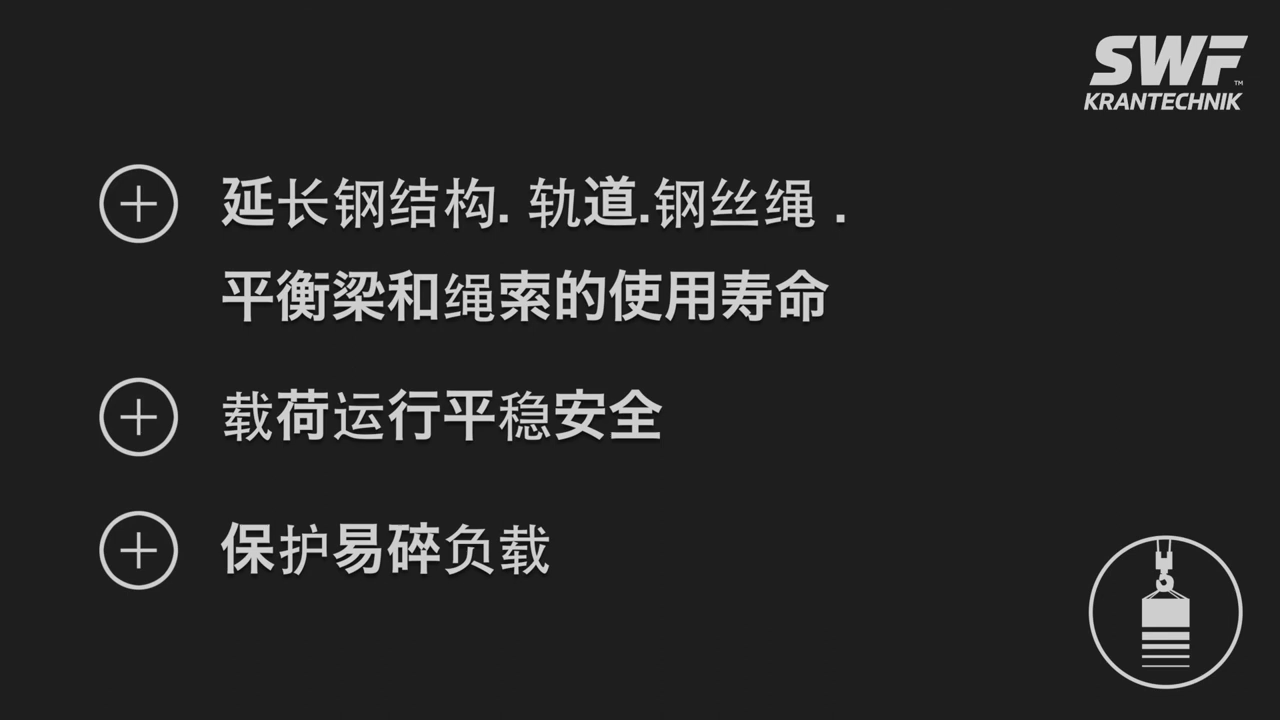 SWF™
KRANTECHNIK
延长钢结构. 轨道.钢丝绳 .
平衡梁和绳索的使用寿命
载荷运行平稳安全
保护易碎负载